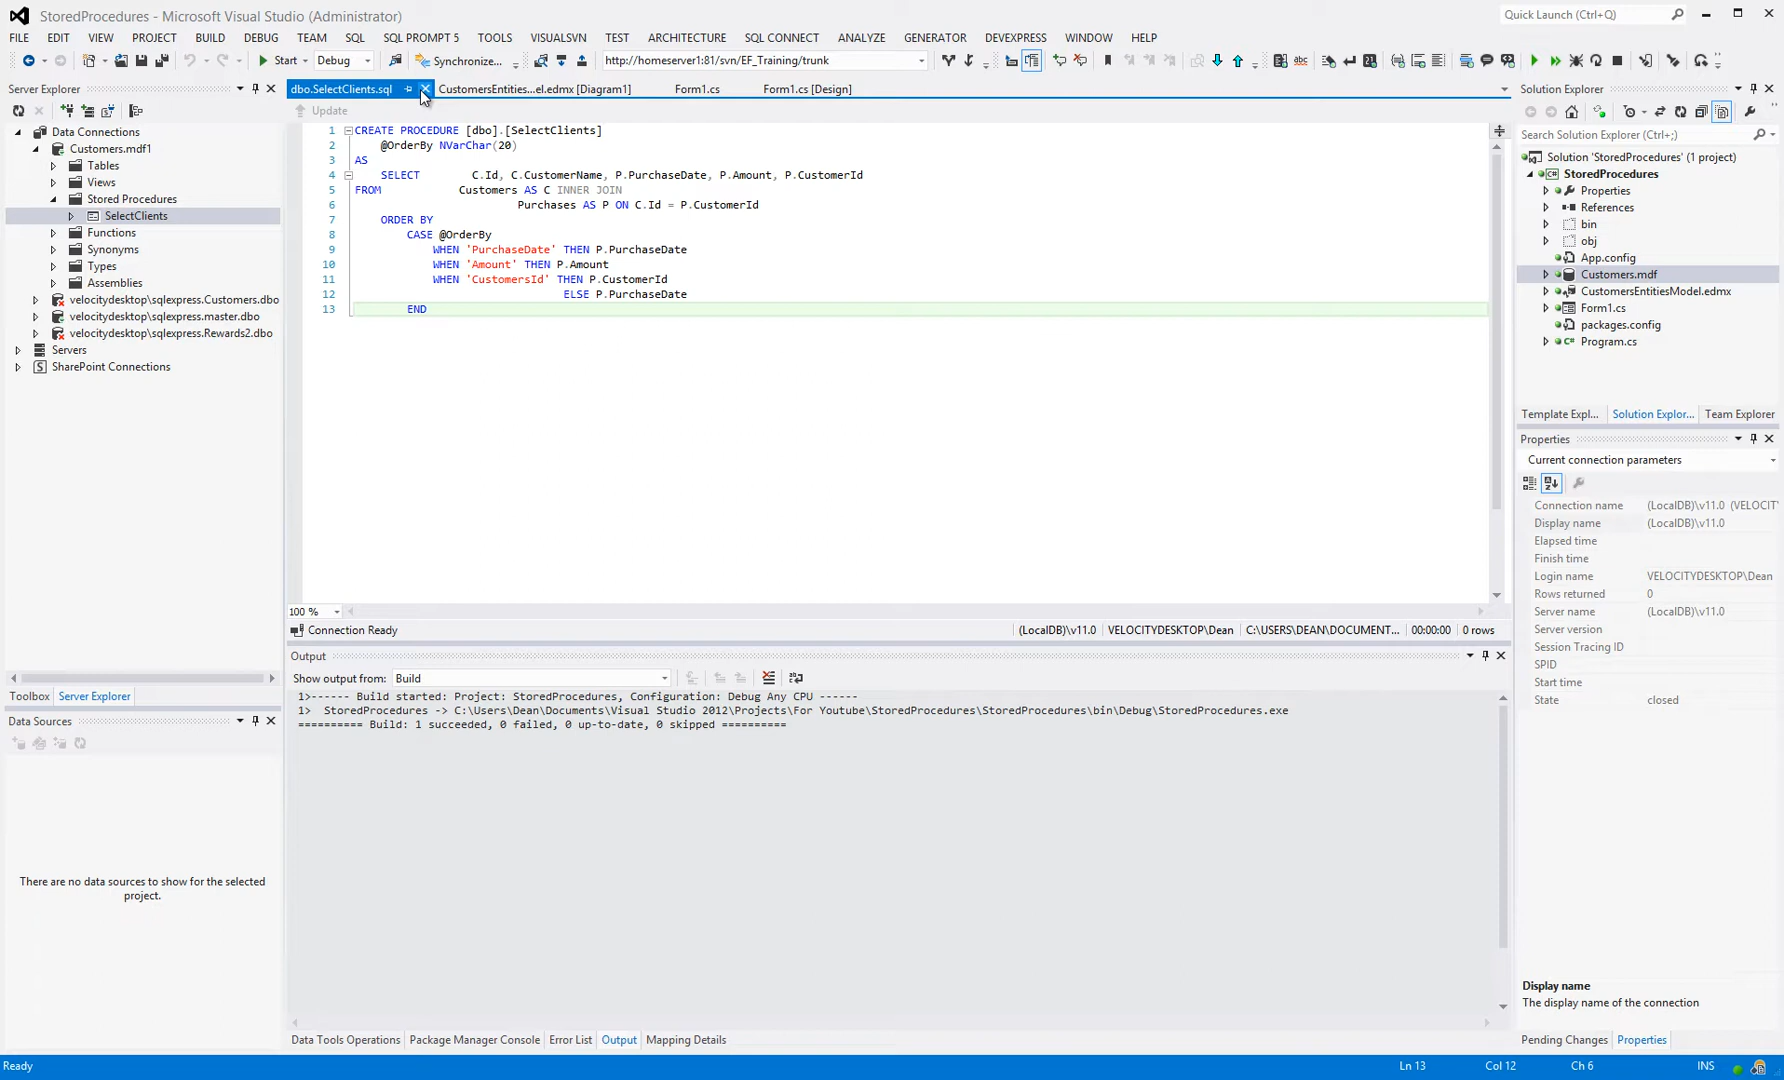 StoredProcedures - Microsoft Visual Studio (Administrator)
Quick Launch (Ctrl+Q)
FILE EDIT VIEW PROJECT BUILD DEBUG TEAM SQL SQL PROMPT 5 TOOLS VISUALSVN TEST ARCHITECTURE SQL CONNECT ANALYZE GENERATOR DEVEXPRESS WINDOW HELP
Start Debug Synchronize... http://homeserver1:81/svn/EF_Training/trunk
Server Explorer
Data Connections
Customers.mdf1
Tables
Views
Stored Procedures
SelectClients
Functions
Synonyms
Types
Assemblies
velocitydesktop\sqlexpress.Customers.dbo
velocitydesktop\sqlexpress.master.dbo
velocitydesktop\sqlexpress.Rewards2.dbo
Servers
SharePoint Connections
Toolbox Server Explorer
Data Sources
There are no data sources to show for the selected
project.
dbo.SelectClients.sql CustomersEntities...el.edmx [Diagram1] Form1.cs Form1.cs [Design]
Update
1 CREATE PROCEDURE [dbo].[SelectClients]
2 @OrderBy NVarChar(20)
3 AS
4 SELECT C.Id, C.CustomerName, P.PurchaseDate, P.Amount, P.CustomerId
5 FROM Customers AS C INNER JOIN
6 Purchases AS P ON C.Id = P.CustomerId
7 ORDER BY
8 CASE @OrderBy
9 WHEN 'PurchaseDate' THEN P.PurchaseDate
10 WHEN 'Amount' THEN P.Amount
11 WHEN 'CustomersId' THEN P.CustomerId
12 ELSE P.PurchaseDate
13 END
100 %
Connection Ready (LocalDB)\v11.0 VELOCITYDESKTOP\Dean C:\USERS\DEAN\DOCUMENT... 00:00:00 0 rows
Output
Show output from: Build
1>------ Build started: Project: StoredProcedures, Configuration: Debug Any CPU ------
1> StoredProcedures -> C:\Users\Dean\Documents\Visual Studio 2012\Projects\For Youtube\StoredProcedures\StoredProcedures\bin\Debug\StoredProcedures.exe
========== Build: 1 succeeded, 0 failed, 0 up-to-date, 0 skipped ==========
Data Tools Operations Package Manager Console Error List Output Mapping Details
Solution Explorer
Search Solution Explorer (Ctrl+;)
Solution 'StoredProcedures' (1 project)
StoredProcedures
Properties
References
bin
obj
App.config
Customers.mdf
CustomersEntitiesModel.edmx
Form1.cs
packages.config
Program.cs
Template Expl... Solution Explor... Team Explorer
Properties
Current connection parameters
Connection name (LocalDB)\v11.0 (VELOCIT
Display name (LocalDB)\v11.0
Elapsed time
Finish time
Login name VELOCITYDESKTOP\Dean
Rows returned 0
Server name (LocalDB)\v11.0
Server version
Session Tracing ID
SPID
Start time
State closed
Display name
The display name of the connection
Pending Changes Properties
Ready Ln 13 Col 12 Ch 6 INS